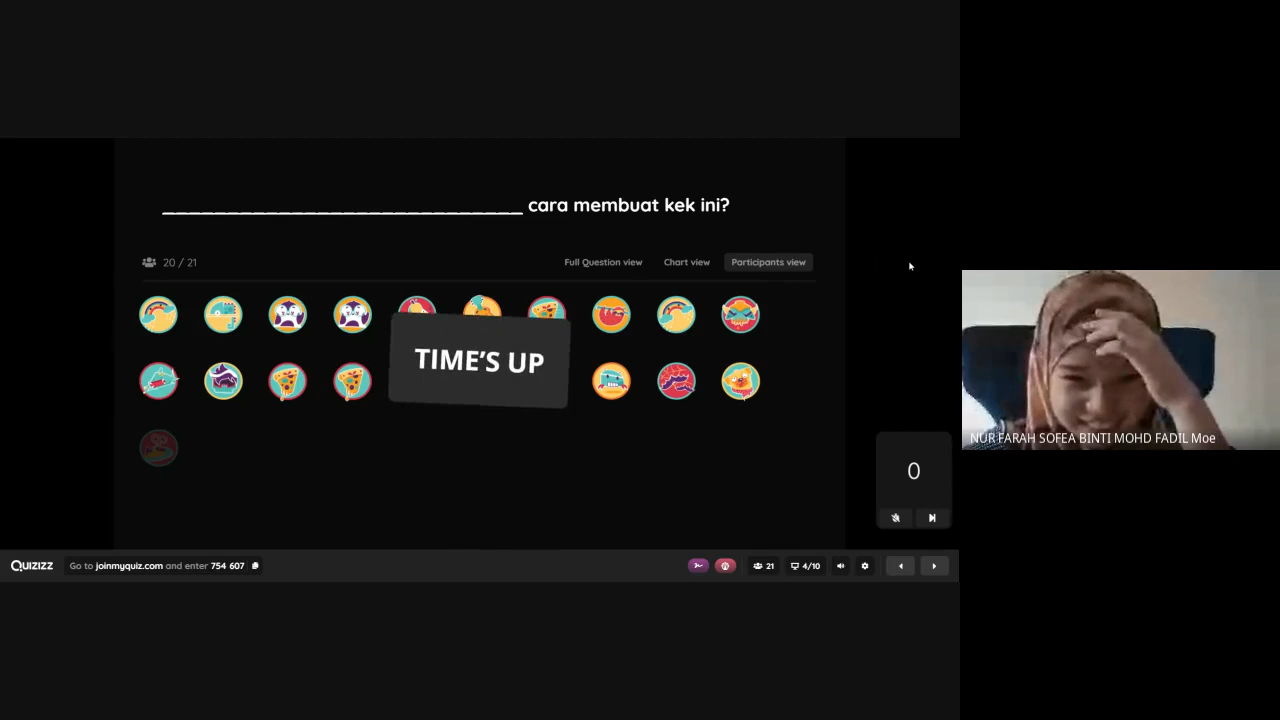 ____________________________ cara membuat kek ini?
20 / 21
Full Question view
Chart view
Participants view
TIME'S UP
0
NUR FARAH SOFEA BINTI MOHD FADIL Moe
QUIZIZZ
Go to joinmyquiz.com and enter 754 607
21
4/10